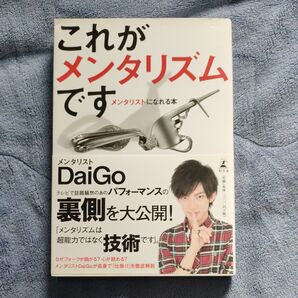 これが
メンタリズム
です
メンタリストになれる本
メンタリスト
DaiGo
テレビで話題騒然のあのパフォーマンスの
裏側を大公開!
「メンタリズムは
超能力ではなく技術です」
なぜフォークが曲がる?心が読める?
メンタリストDaiGoが自身で「仕掛け」を徹底解説